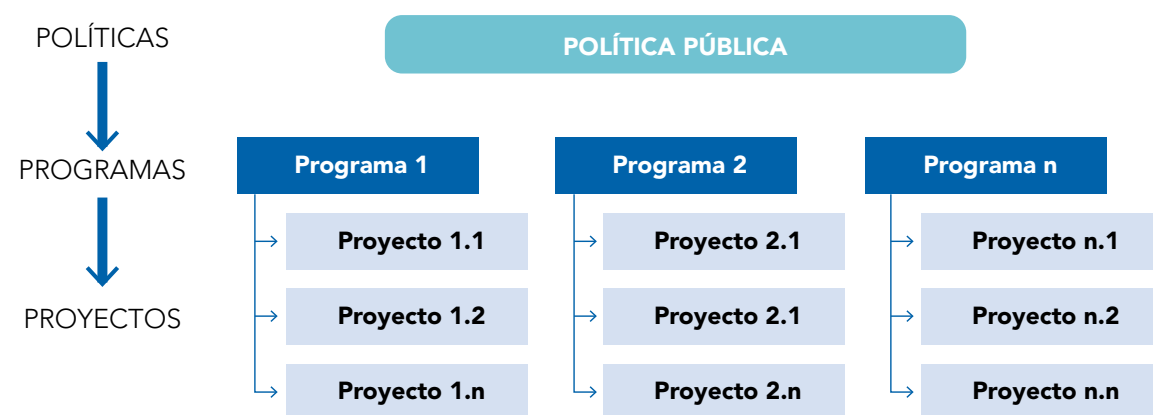 POLÍTICAS
POLÍTICA PÚBLICA
PROGRAMAS
Programa 1
Programa 2
Programa n
Proyecto 1.1
Proyecto 2.1
Proyecto n.1
PROYECTOS
Proyecto 1.2
Proyecto 2.1
Proyecto n.2
Proyecto 1.n
Proyecto 2.n
Proyecto n.n